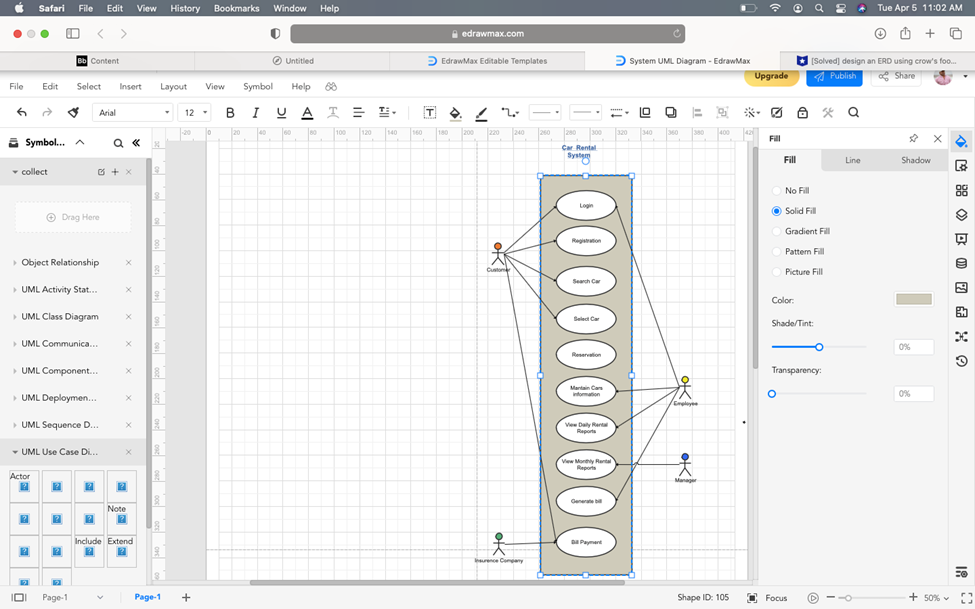 Safari File Edit View History Bookmarks Window Help Tue Apr 5 11:02 AM
edrawmax.com
Bb Content Untitled EdrawMax Editable Templates System UML Diagram - EdrawMax [Solved] design an ERD using crow's foo...
File Edit Select Insert Layout View Symbol Help Upgrade Publish Share
Arial 12 B I U A T
Symbol...
collect
Drag Here
Object Relationship
UML Activity Stat...
UML Class Diagram
UML Communica...
UML Component...
UML Deploymen...
UML Sequence D...
UML Use Case Di...
Actor
Note
Include Extend
-20 0 20 40 60 80 100 120 140 160 180 200 220 240 260 280 300 320 340 360 380 400 420
Car Rental
System
Login
Registration
Customer
Search Car
Select Car
Reservation
Mantain Cars
information
Employee
View Daily Rental
Reports
View Monthly Rental
Reports
Manager
Generate bill
Bill Payment
Insurence Company
Fill
Fill Line Shadow
No Fill
Solid Fill
Gradient Fill
Pattern Fill
Picture Fill
Color:
Shade/Tint:
0%
Transparency:
0%
Page-1 Page-1 + Shape ID: 105 Focus 50%